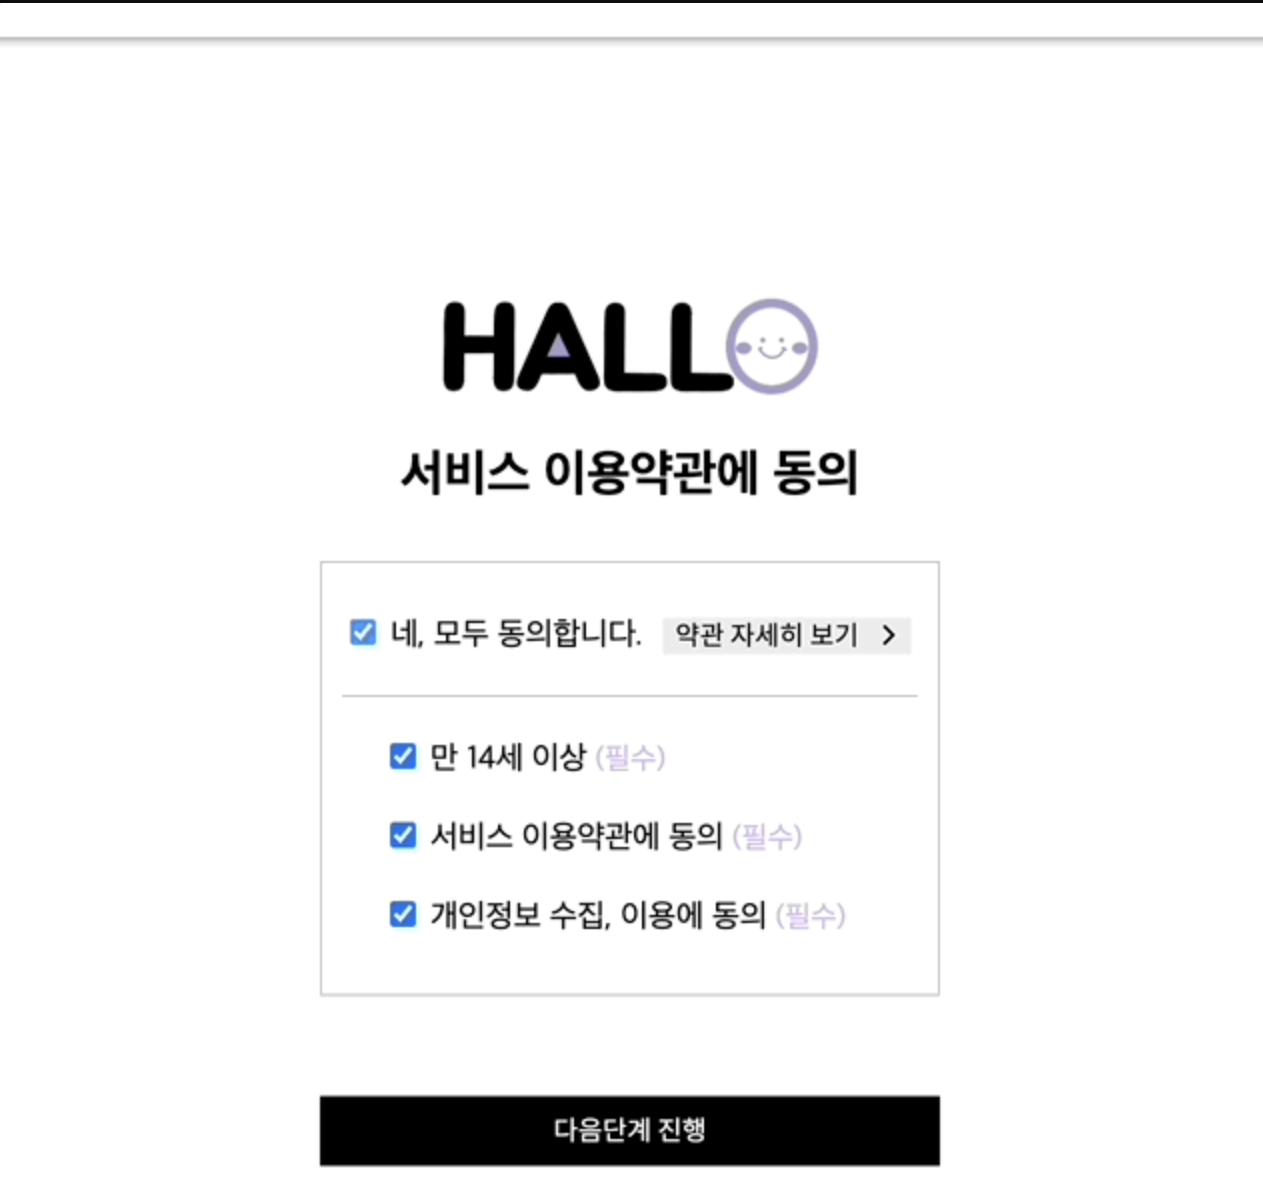 HALLO
서비스 이용약관에 동의
네, 모두 동의합니다. 약관 자세히 보기 >
만 14세 이상 (필수)
서비스 이용약관에 동의 (필수)
개인정보 수집, 이용에 동의 (필수)
다음단계 진행